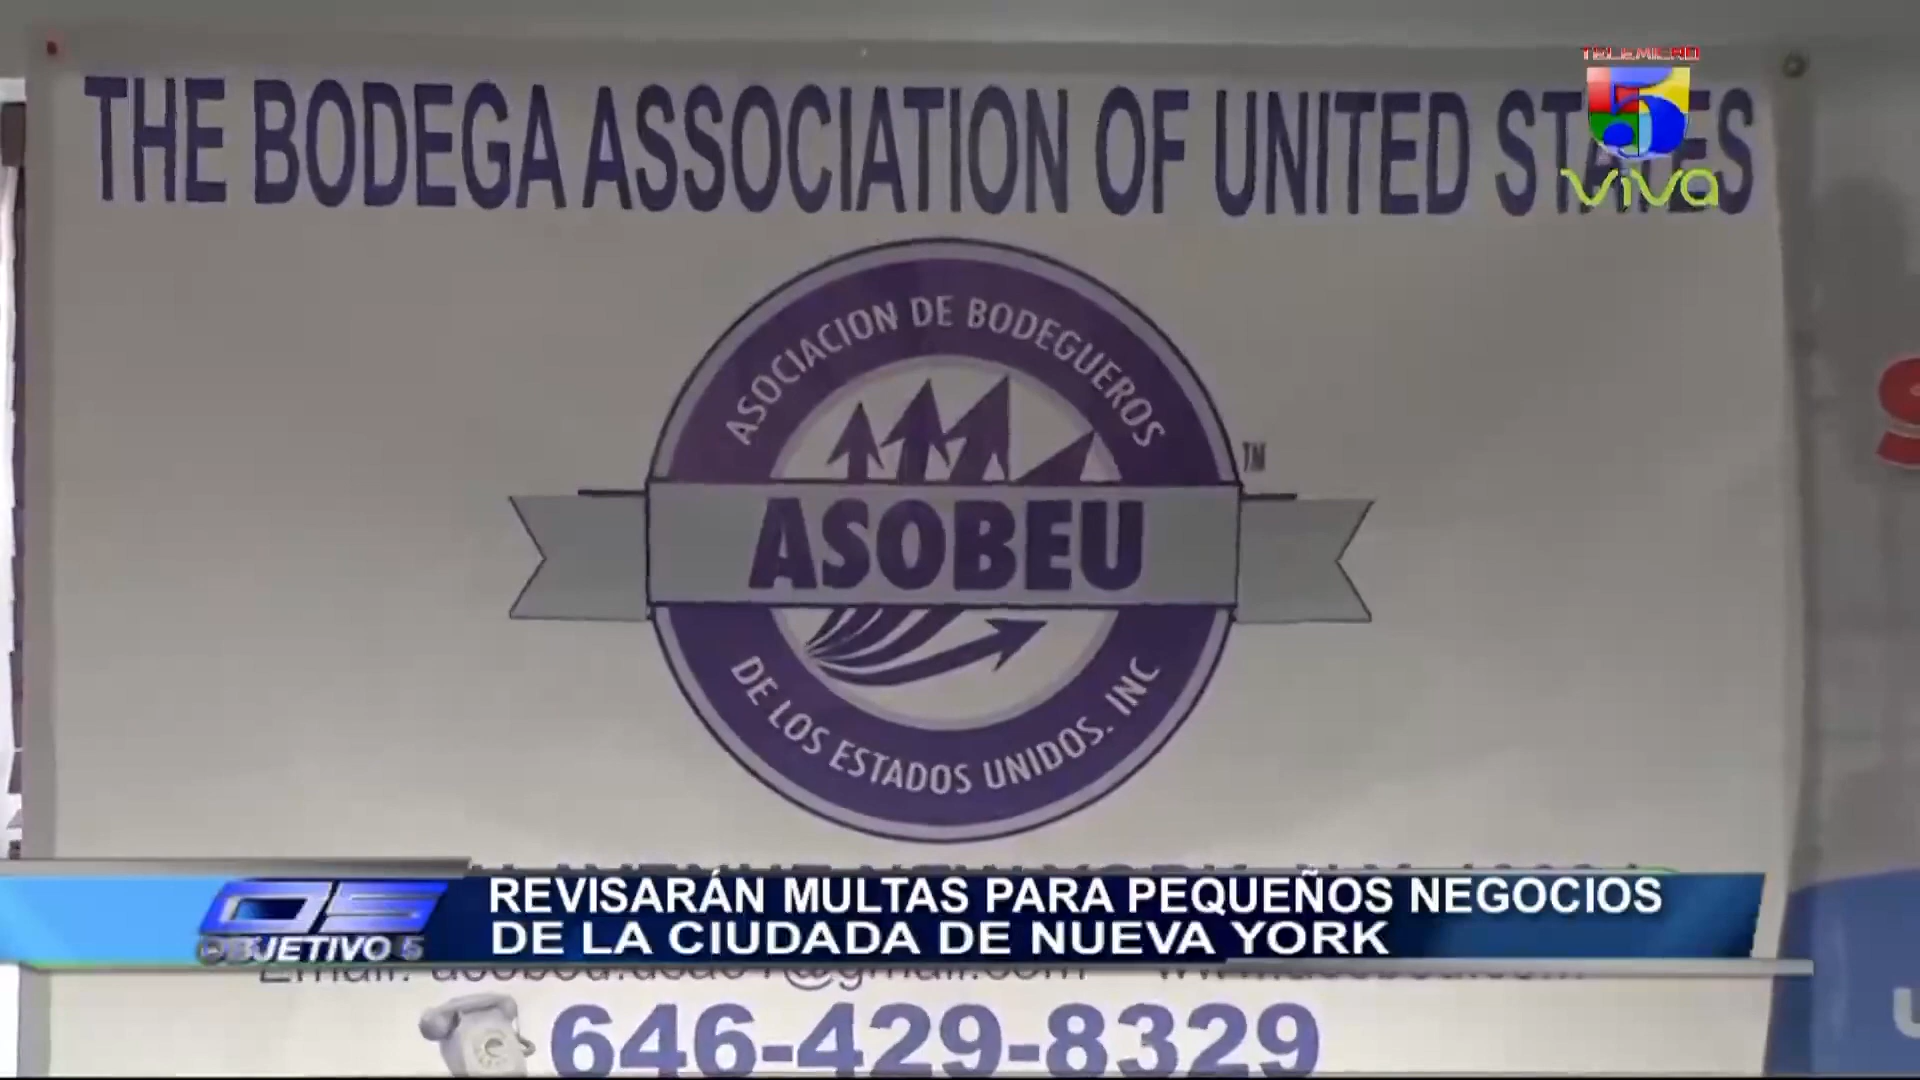 TELEMICRO
5
VIVA
THE BODEGA ASSOCIATION OF UNITED STATES
ASOCIACION DE BODEGUEROS
TM
ASOBEU
DE LOS ESTADOS UNIDOS. INC
REVISARÁN MULTAS PARA PEQUEÑOS NEGOCIOS
DE LA CIUDADA DE NUEVA YORK
OBJETIVO 5
646-429-8329